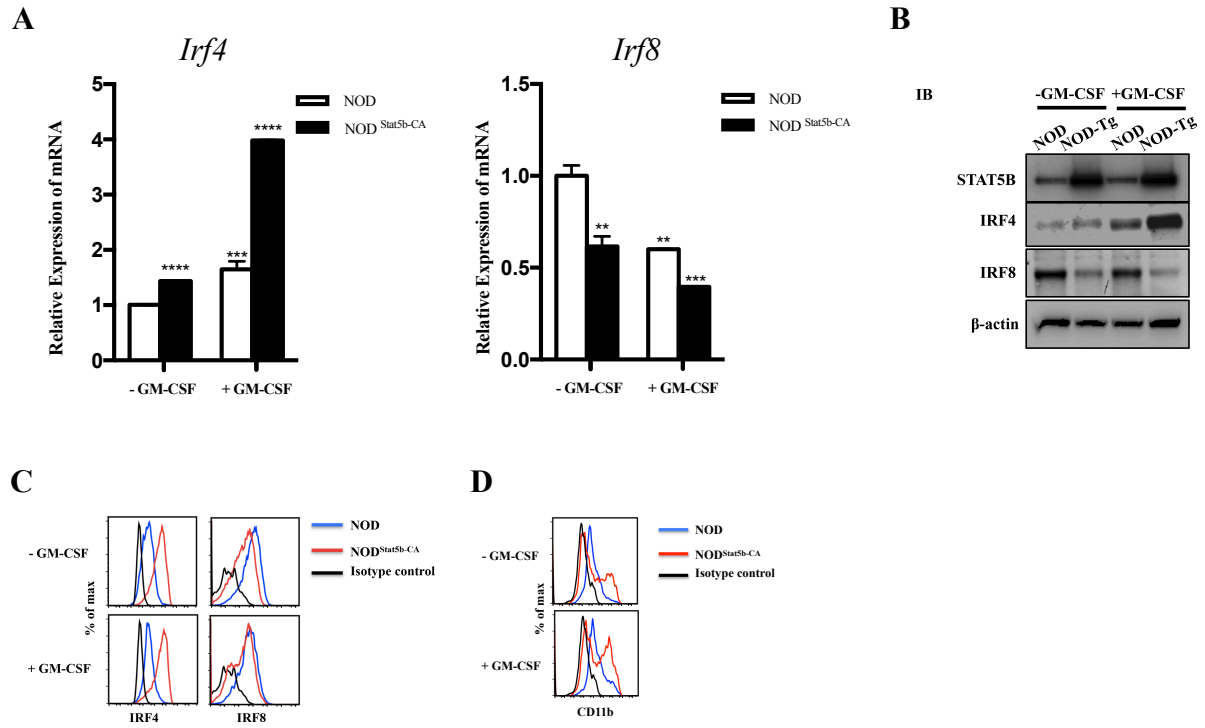 A
Irf4
Relative Expression of mRNA
5
4
3
2
1
0
****
***
****
- GM-CSF
+ GM-CSF
NOD
NOD Stat5b-CA
Irf8
Relative Expression of mRNA
1.5
1.0
0.5
0.0
**
**
***
- GM-CSF
+ GM-CSF
NOD
NOD Stat5b-CA
B
IB
-GM-CSF +GM-CSF
NOD NOD-Tg NOD NOD-Tg
STAT5B
IRF4
IRF8
β-actin
C
- GM-CSF
+ GM-CSF
% of max
IRF4
IRF8
NOD
NODStat5b-CA
Isotype control
D
- GM-CSF
+ GM-CSF
% of max
CD11b
NOD
NODStat5b-CA
Isotype control